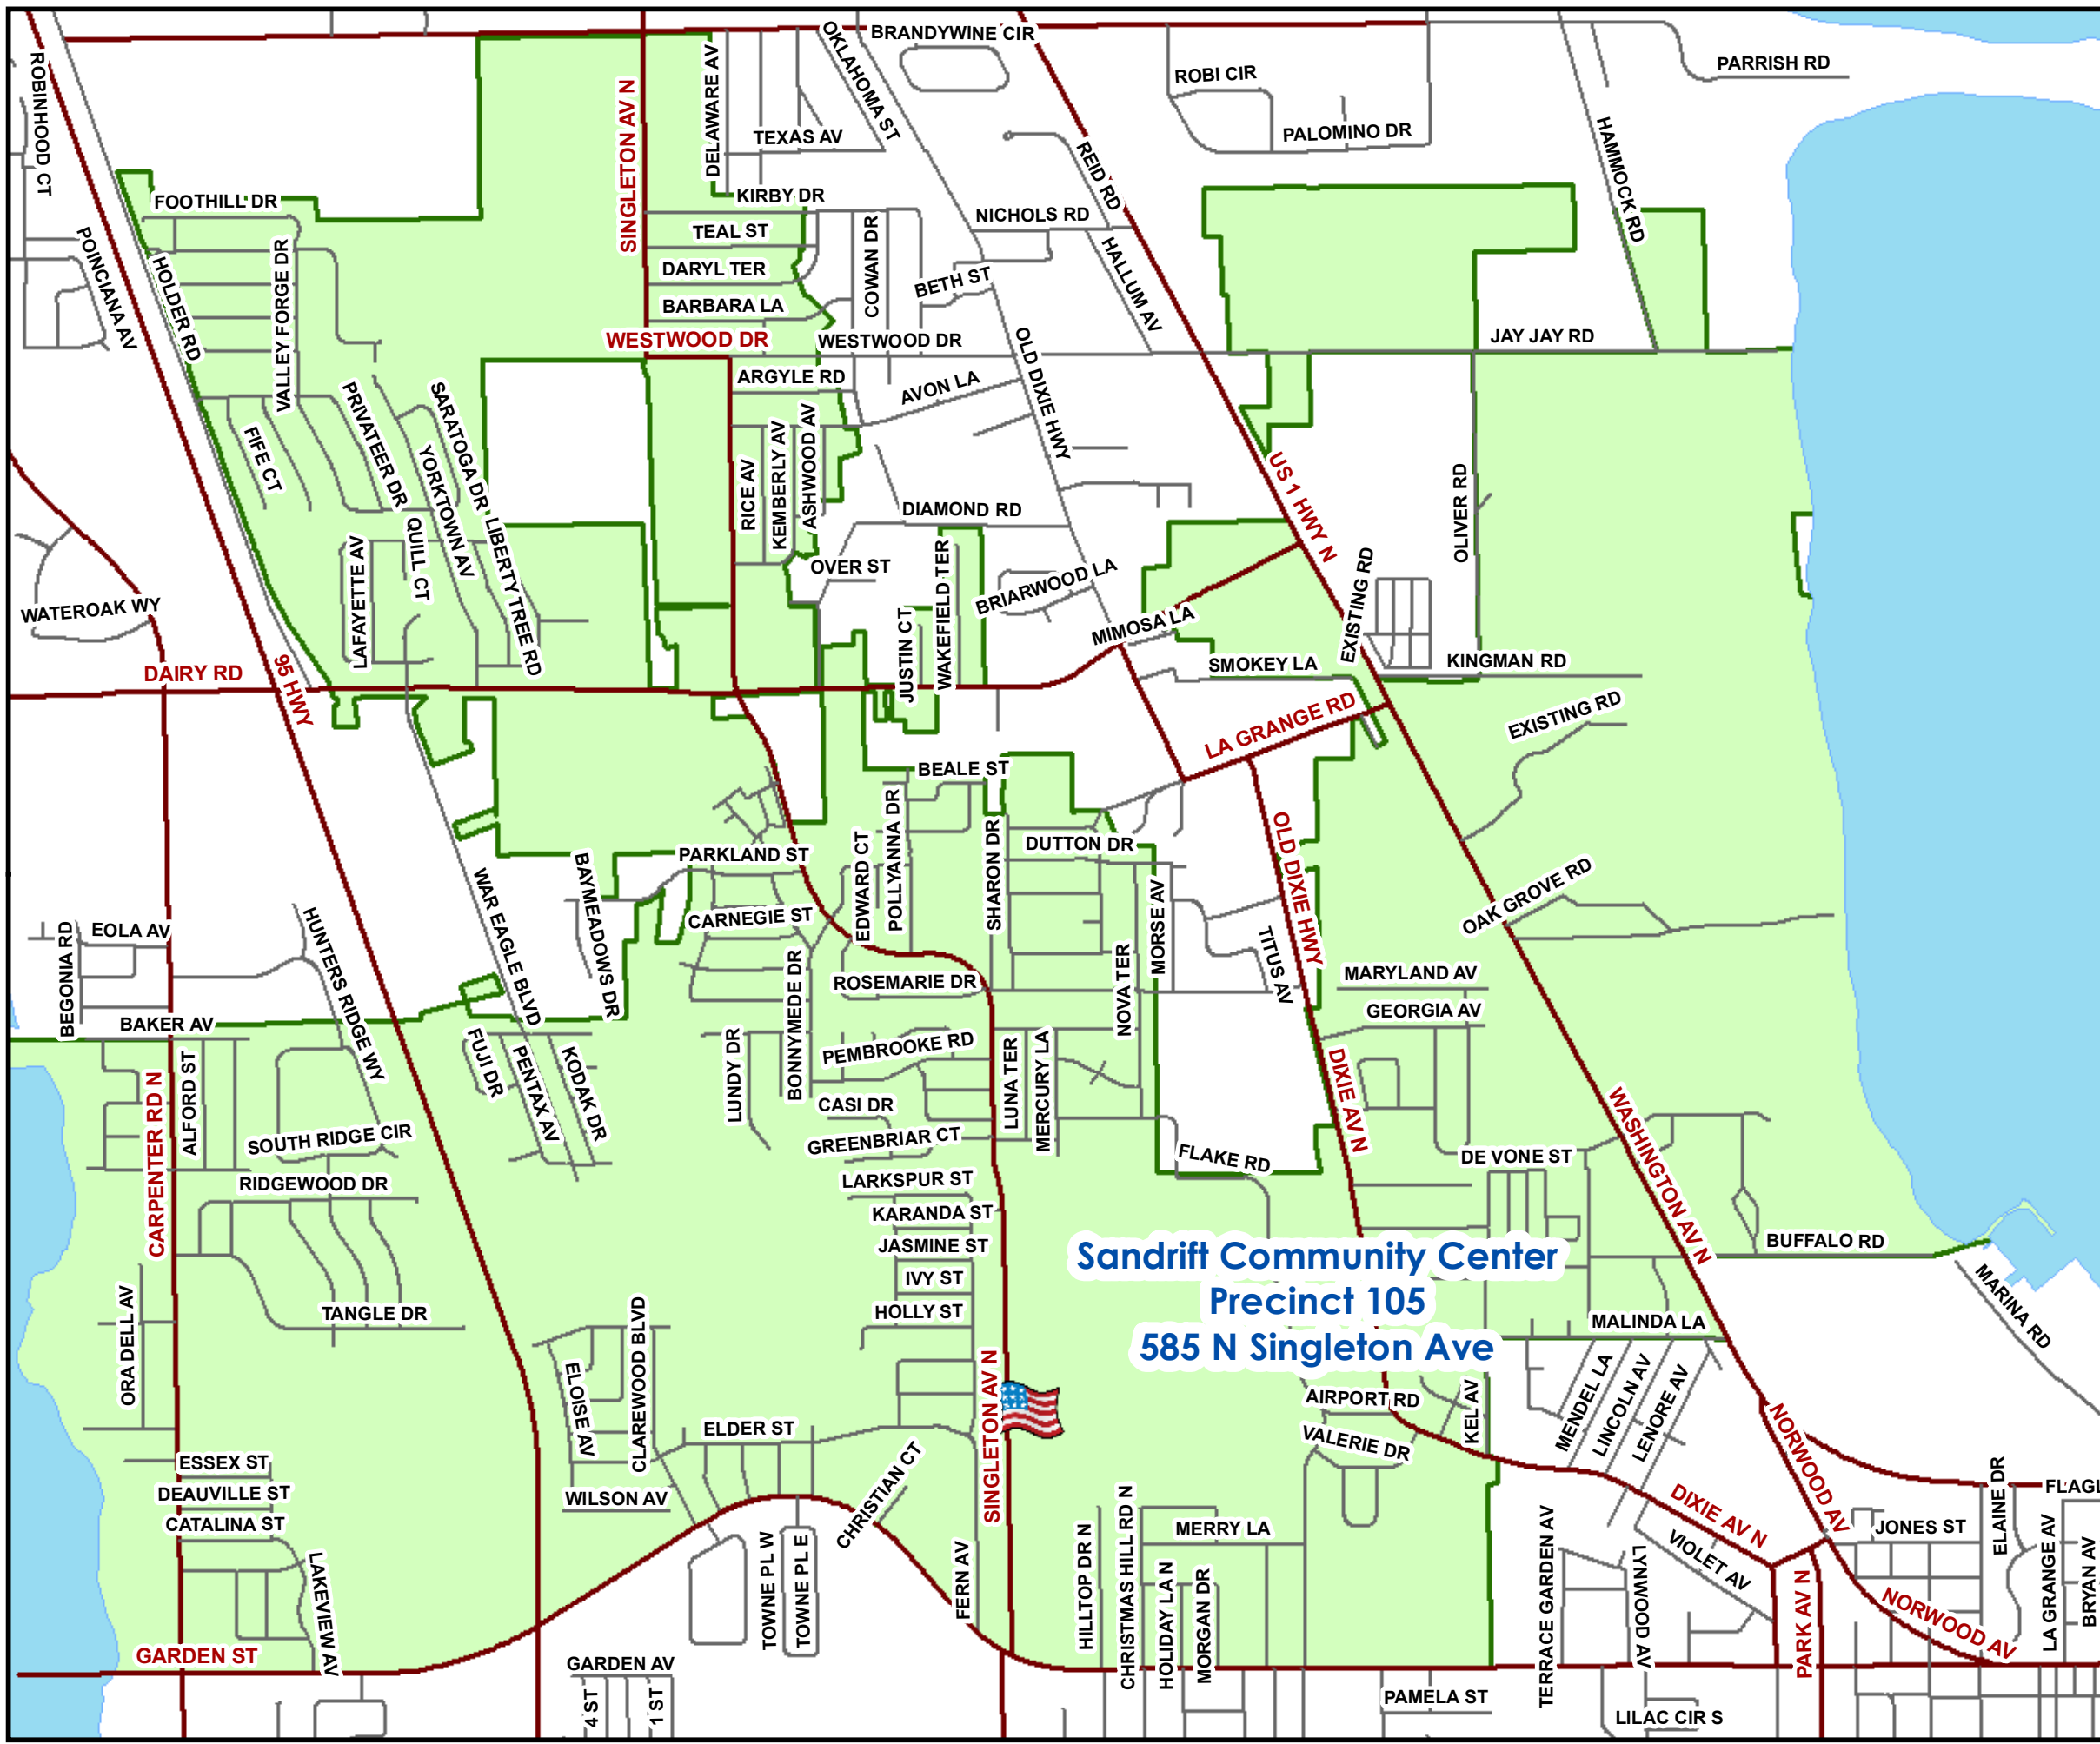 BRANDYWINE CIR
ROBINHOOD CT
OKLAHOMA ST
DELAWARE AV
SINGLETON AV N
PARRISH RD
ROBI CIR
PALOMINO DR
TEXAS AV
HAMMOCK RD
REID RD
KIRBY DR
FOOTHILL DR
NICHOLS RD
TEAL ST
COWAN DR
POINCIANA AV
HOLDER RD
VALLEY FORGE DR
DARYL TER
BETH ST
HALLUM AV
BARBARA LA
WESTWOOD DR
WESTWOOD DR
JAY JAY RD
OLD DIXIE HWY
ARGYLE RD
AVON LA
FIFE CT
PRIVATEER DR
SARATOGA DR
YORKTOWN AV
RICE AV
KEMBERLY AV
ASHWOOD AV
US 1 HWY N
OLIVER RD
DIAMOND RD
LAFAYETTE AV
QUILL CT
LIBERTY TREE RD
OVER ST
WAKEFIELD TER
BRIARWOOD LA
EXISTING RD
WATEROAK WY
JUSTIN CT
MIMOSA LA
DAIRY RD
95 HWY
SMOKEY LA
KINGMAN RD
LA GRANGE RD
EXISTING RD
BEALE ST
POLLYANNA DR
EDWARD CT
SHARON DR
DUTTON DR
OLD DIXIE HWY
PARKLAND ST
BAYMEADOWS DR
WAR EAGLE BLVD
CARNEGIE ST
MORSE AV
OAK GROVE RD
BEGONIA RD
EOLA AV
HUNTERS RIDGE WY
BONNYMEDE DR
ROSEMARIE DR
NOVA TER
TITUS AV
MARYLAND AV
GEORGIA AV
BAKER AV
ALFORD ST
FUJI DR
PENTAX AV
KODAK DR
LUNDY DR
PEMBROOKE RD
LUNA TER
MERCURY LA
DIXIE AV N
WASHINGTON AV N
CARPENTER RD N
CASI DR
SOUTH RIDGE CIR
GREENBRIAR CT
FLAKE RD
DE VONE ST
RIDGEWOOD DR
LARKSPUR ST
KARANDA ST
JASMINE ST
IVY ST
HOLLY ST
Sandrift Community Center
Precinct 105
585 N Singleton Ave
BUFFALO RD
MARINA RD
ORA DELL AV
TANGLE DR
MALINDA LA
ELOISE AV
CLAREWOOD BLVD
SINGLETON AV N
AIRPORT RD
KEL AV
MENDEL LA
LINCOLN AV
LENORE AV
ELDER ST
VALERIE DR
NORWOOD AV
ESSEX ST
DEAUVILLE ST
CATALINA ST
WILSON AV
CHRISTIAN CT
DIXIE AV N
ELAINE DR
FLAGL
LAKEVIEW AV
TOWNE PL W
TOWNE PL E
FERN AV
HILLTOP DR N
CHRISTMAS HILL RD N
MERRY LA
HOLIDAY LA N
MORGAN DR
TERRACE GARDEN AV
LYNWOOD AV
VIOLET AV
JONES ST
LA GRANGE AV
BRYAN AV
PARK AV N
NORWOOD AV
GARDEN ST
GARDEN AV
4 ST
1 ST
PAMELA ST
LILAC CIR S